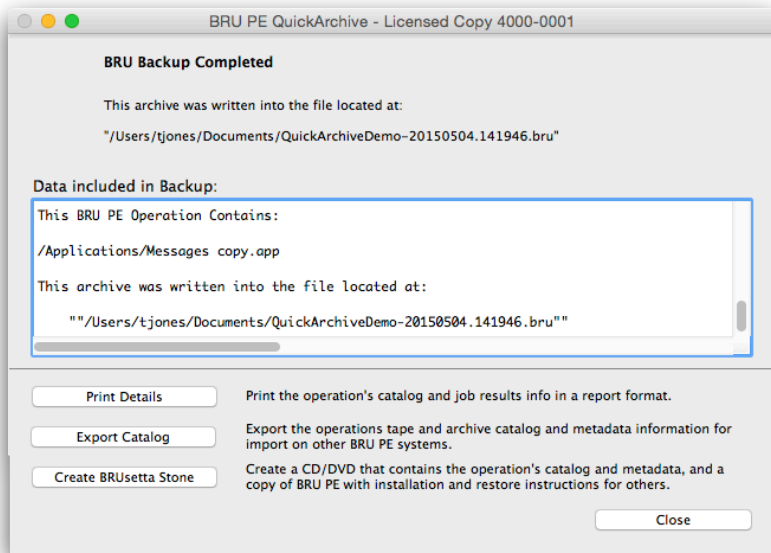 BRU PE QuickArchive - Licensed Copy 4000-0001
BRU Backup Completed
This archive was written into the file located at:
"/Users/tjones/Documents/QuickArchiveDemo-20150504.141946.bru"
Data included in Backup:
This BRU PE Operation Contains:
/Applications/Messages copy.app
This archive was written into the file located at:
""/Users/tjones/Documents/QuickArchiveDemo-20150504.141946.bru""
Print Details
Print the operation's catalog and job results info in a report format.
Export Catalog
Export the operations tape and archive catalog and metadata information for
import on other BRU PE systems.
Create BRUsetta Stone
Create a CD/DVD that contains the operation's catalog and metadata, and a
copy of BRU PE with installation and restore instructions for others.
Close